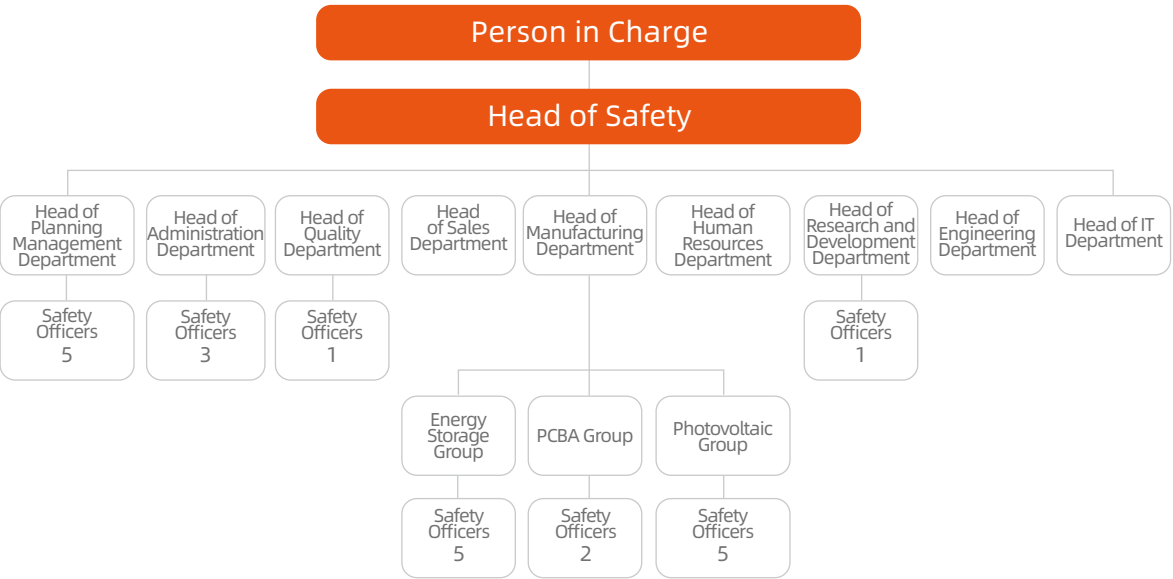 Person in Charge
Head of Safety
Head of
Planning
Management
Department
Head of
Administration
Department
Head of
Quality
Department
Head
of Sales
Department
Head of
Manufacturing
Department
Head of
Human
Resources
Department
Head of
Research and
Development
Department
Head of
Engineering
Department
Head of IT
Department
Safety
Officers
5
Safety
Officers
3
Safety
Officers
1
Safety
Officers
1
Energy
Storage
Group
PCBA Group
Photovoltaic
Group
Safety
Officers
5
Safety
Officers
2
Safety
Officers
5